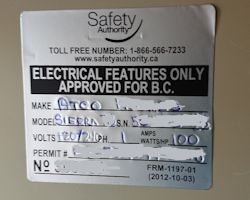 Safety
AUTHORITY
TOLL FREE NUMBER: 1-866-566-7233
www.safetyauthority.ca
ELECTRICAL FEATURES ONLY
APPROVED FOR B.C.
MAKE ATCO
MODEL SIERRA S.N.
VOLTS 120/240 PH 1 AMPS WATTS/HP 100
PERMIT #
No
FRM-1197-01
(2012-10-03)